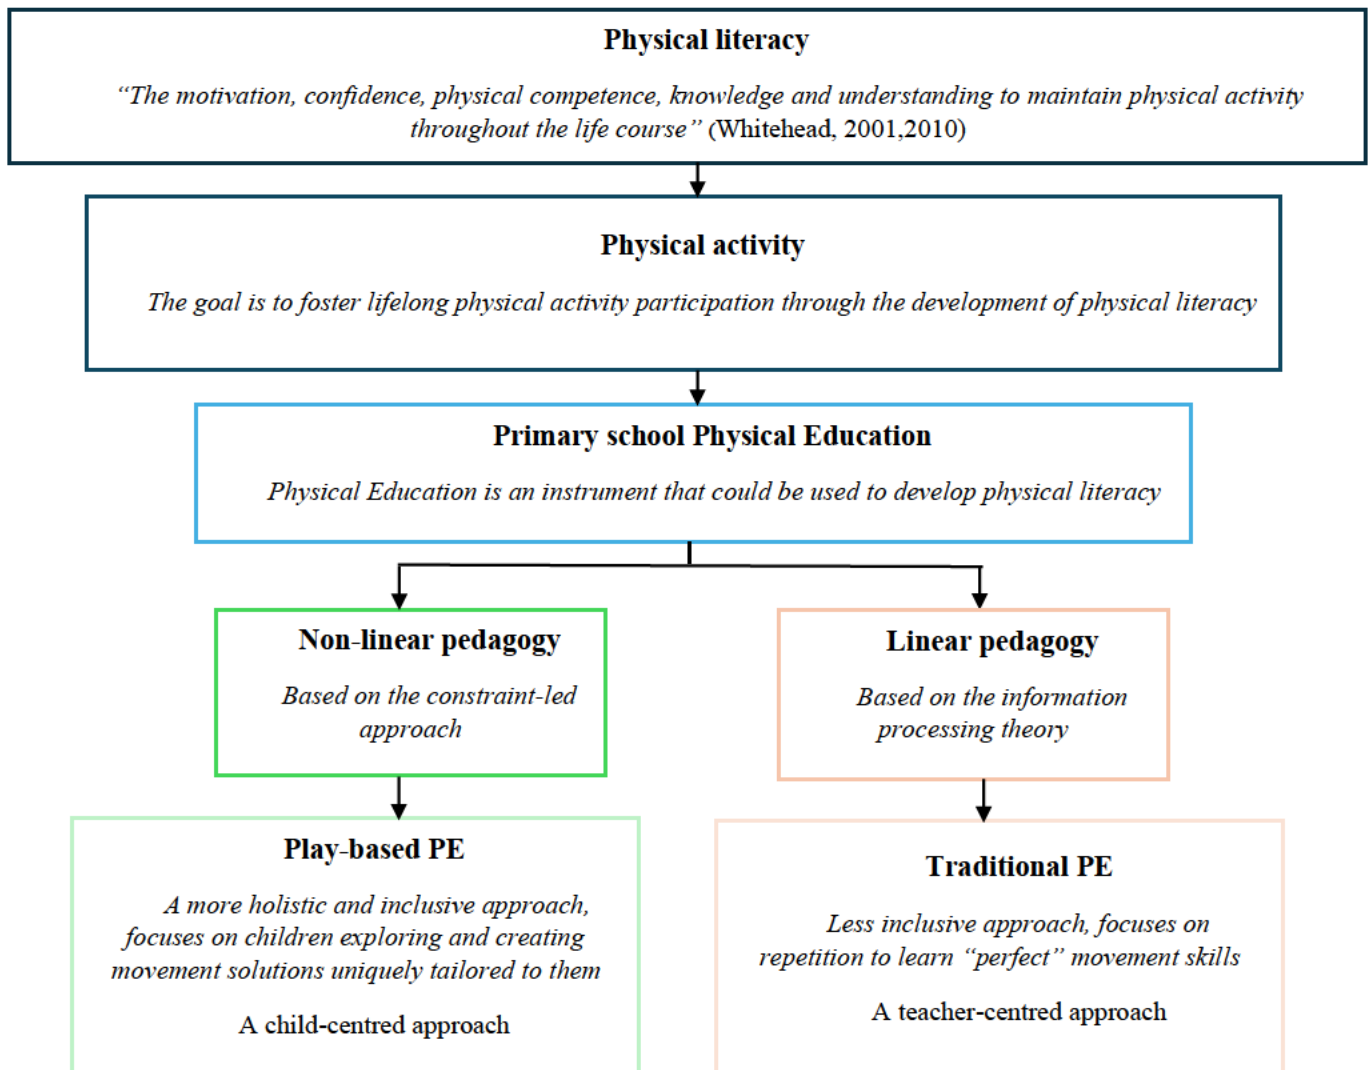 Physical literacy
“The motivation, confidence, physical competence, knowledge and understanding to maintain physical activity
throughout the life course” (Whitehead, 2001,2010)
Physical activity
The goal is to foster lifelong physical activity participation through the development of physical literacy
Primary school Physical Education
Physical Education is an instrument that could be used to develop physical literacy
Non-linear pedagogy
Based on the constraint-led
approach
Linear pedagogy
Based on the information
processing theory
Play-based PE
A more holistic and inclusive approach,
focuses on children exploring and creating
movement solutions uniquely tailored to them
A child-centred approach
Traditional PE
Less inclusive approach, focuses on
repetition to learn “perfect” movement skills
A teacher-centred approach